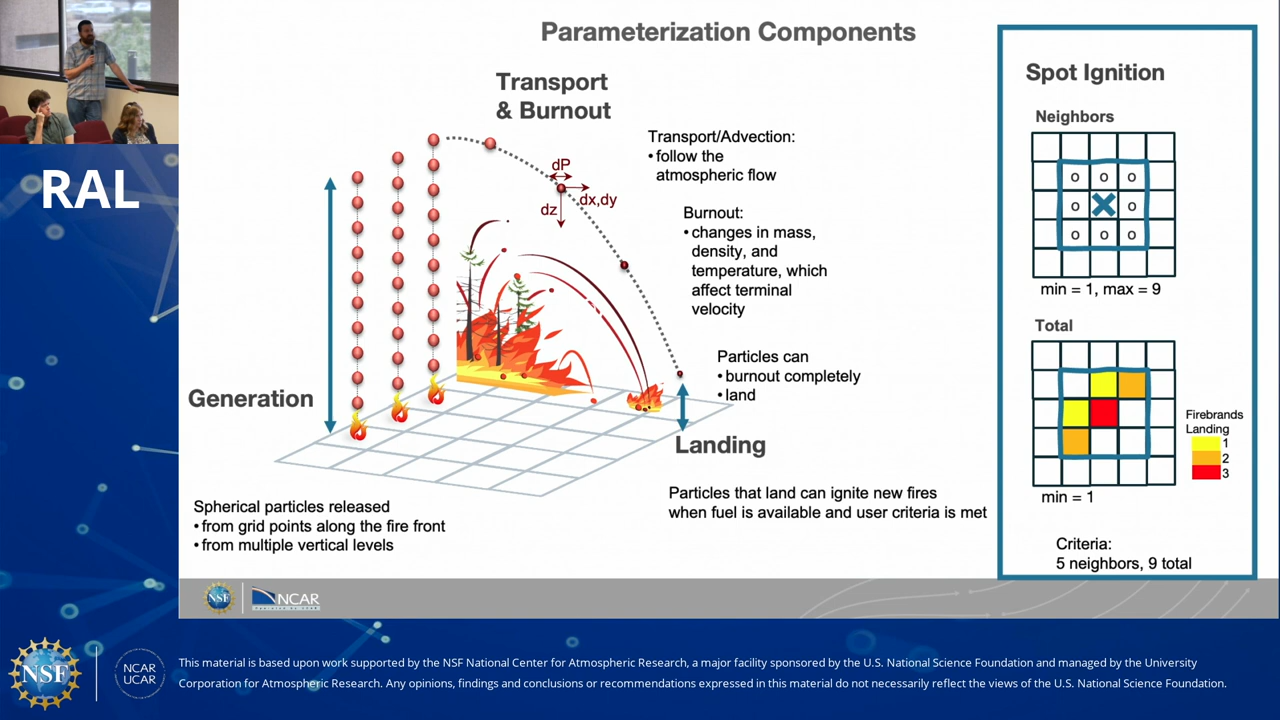 Parameterization Components
Transport
& Burnout
Transport/Advection:
• follow the
atmospheric flow
dP
dx,dy
dz
Burnout:
• changes in mass,
density, and
temperature, which
affect terminal
velocity
Particles can
• burnout completely
• land
Generation
Landing
Spherical particles released
• from grid points along the fire front
• from multiple vertical levels
Particles that land can ignite new fires
when fuel is available and user criteria is met
Spot Ignition
Neighbors
o o o
o o
o o o
min = 1, max = 9
Total
Firebrands
Landing
1
2
3
min = 1
Criteria:
5 neighbors, 9 total
RAL
NSF
NCAR
NSF
NCAR
UCAR
This material is based upon work supported by the NSF National Center for Atmospheric Research, a major facility sponsored by the U.S. National Science Foundation and managed by the University
Corporation for Atmospheric Research. Any opinions, findings and conclusions or recommendations expressed in this material do not necessarily reflect the views of the U.S. National Science Foundation.